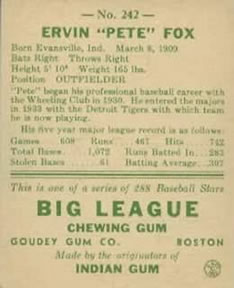 — No. 242 —
ERVIN "PETE" FOX
Born Evansville, Ind. March 8, 1909
Bats Right Throws Right
Height 5' 10" Weight 165 lbs.
Position OUTFIELDER
"Pete" began his professional baseball career with
the Wheeling Club in 1930. He entered the majors
in 1933 with the Detroit Tigers with which team
he is now playing.
His five year major league record is as follows:
Games 608 Runs 467 Hits 742
Total Bases 1,072 Runs Batted In 283
Stolen Bases 61 Batting Average .307
This is one of a series of 288 Baseball Stars
BIG LEAGUE
CHEWING GUM
GOUDEY GUM CO. BOSTON
Made by the originators of
INDIAN GUM